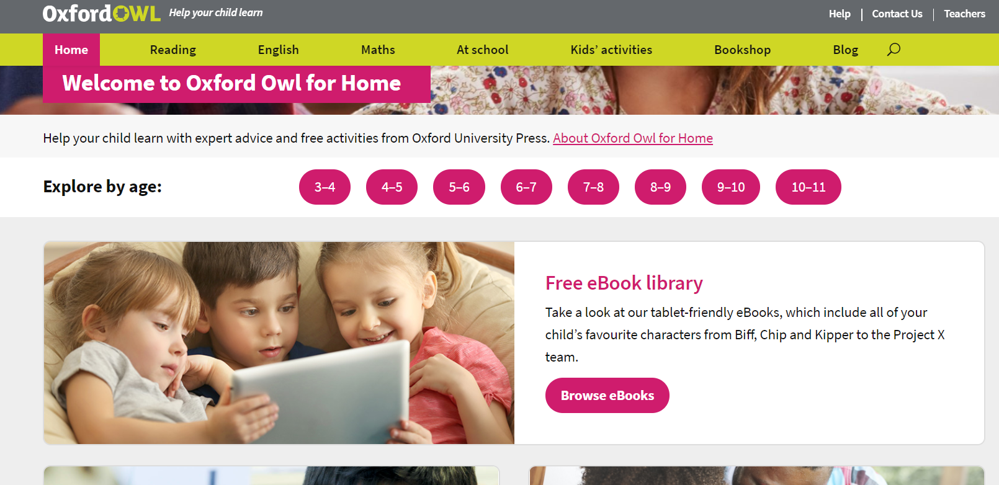 OxfordOWL Help your child learn
Help | Contact Us | Teachers
Home Reading English Maths At school Kids’ activities Bookshop Blog
Welcome to Oxford Owl for Home
Help your child learn with expert advice and free activities from Oxford University Press. About Oxford Owl for Home
Explore by age: 3–4 4–5 5–6 6–7 7–8 8–9 9–10 10–11
Free eBook library
Take a look at our tablet-friendly eBooks, which include all of your
child’s favourite characters from Biff, Chip and Kipper to the Project X
team.
Browse eBooks